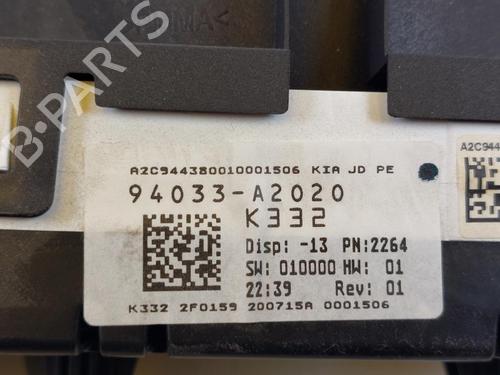 A2C944380010001506 KIA JD PE
94033-A2020
K332
Disp: -13 PN:2264
SW: 010000 HW: 01
22:39 Rev: 01
K332 2F0159 200715A 0001506
A2C944
B-PARTS